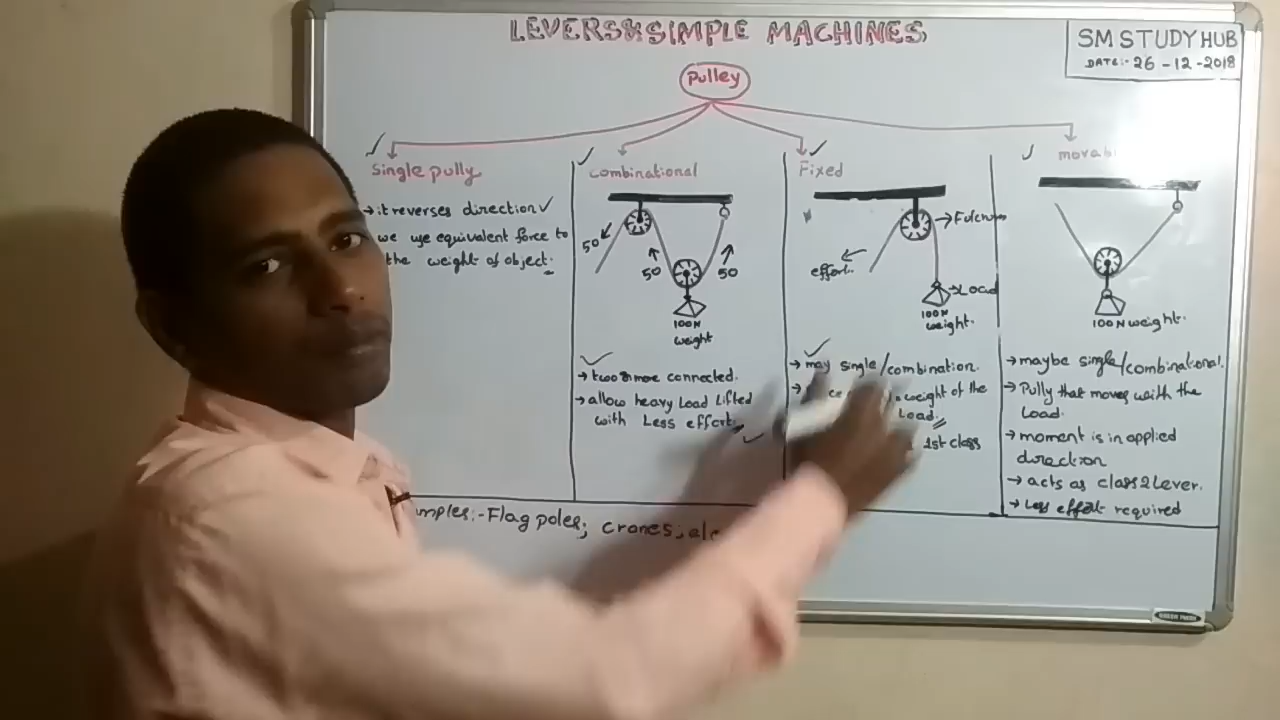 LEVERS & SIMPLE MACHINES
SM STUDY HUB
DATE:- 26-12-2018
Pulley
Single pully
→ it reverses direction ✓
we use equivalent force to
the weight of object.
Combinational
50
50
50
100N
weight
→ two or more connected.
→ allow heavy Load Lifted
with Less effort.
Fixed
→ Fulcrum
effort.
→ Load
100N
weight.
→ may single/combination.
weight of the
Load.
1st class
100N weight.
→ maybe single/combinational.
→ Pully that moves with the
Load.
→ moment is in applied
direction
→ acts as class 2 Lever.
→ Less effort required
:- Flag poles; cranes;